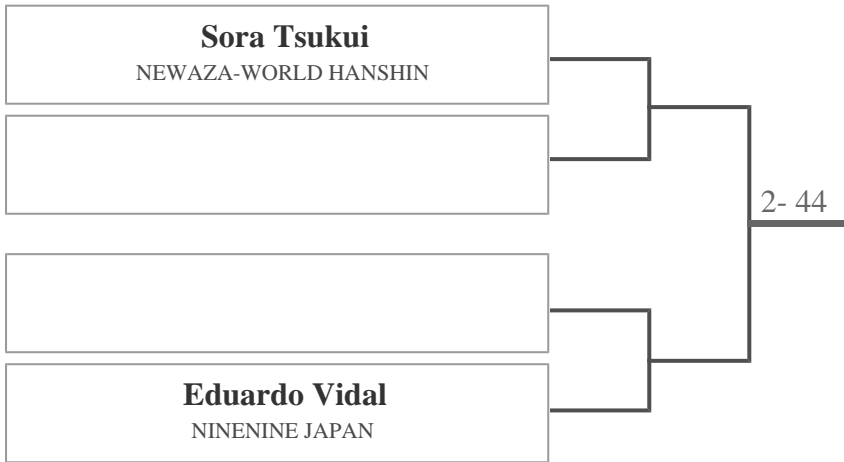 Sora Tsukui
NEWAZA-WORLD HANSHIN
2- 44
Eduardo Vidal
NINENINE JAPAN